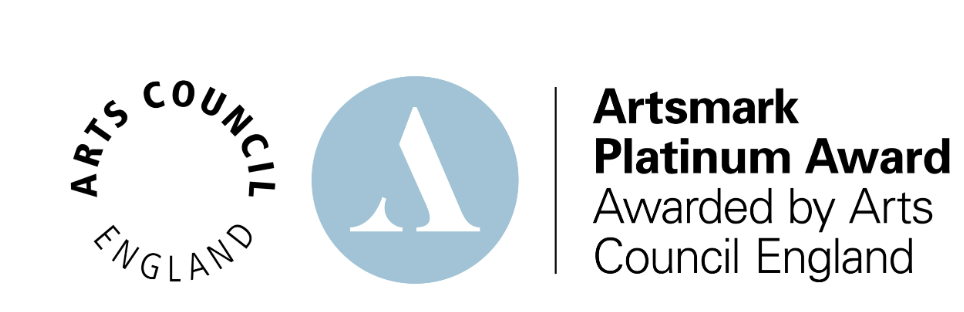 ARTS COUNCIL
ENGLAND
Artsmark
Platinum Award
Awarded by Arts
Council England